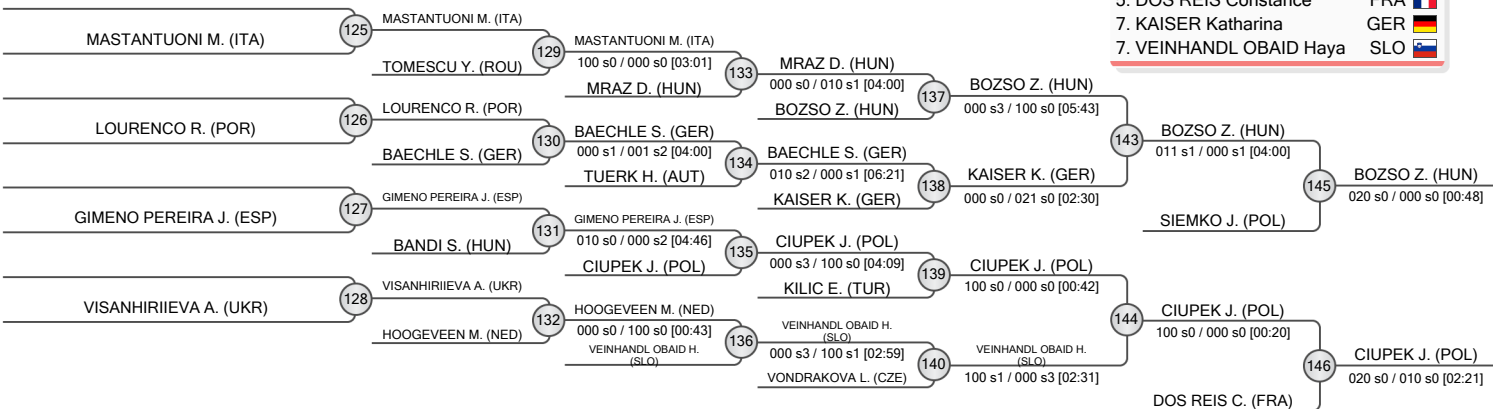 5. DOS REIS Constance FRA
7. KAISER Katharina GER
7. VEINHANDL OBAID Haya SLO
MASTANTUONI M. (ITA)
125
LOURENCO R. (POR)
126
GIMENO PEREIRA J. (ESP)
127
VISANHIRIIEVA A. (UKR)
128
MASTANTUONI M. (ITA)
129
TOMESCU Y. (ROU)
LOURENCO R. (POR)
130
BAECHLE S. (GER)
GIMENO PEREIRA J. (ESP)
131
BANDI S. (HUN)
VISANHIRIIEVA A. (UKR)
132
HOOGEVEEN M. (NED)
MASTANTUONI M. (ITA)
100 s0 / 000 s0 [03:01]
133
MRAZ D. (HUN)
BAECHLE S. (GER)
000 s1 / 001 s2 [04:00]
134
TUERK H. (AUT)
GIMENO PEREIRA J. (ESP)
010 s0 / 000 s2 [04:46]
135
CIUPEK J. (POL)
HOOGEVEEN M. (NED)
000 s0 / 100 s0 [00:43]
136
VEINHANDL OBAID H.
(SLO)
MRAZ D. (HUN)
000 s0 / 010 s1 [04:00]
137
BOZSO Z. (HUN)
BAECHLE S. (GER)
010 s2 / 000 s1 [06:21]
138
KAISER K. (GER)
CIUPEK J. (POL)
000 s3 / 100 s0 [04:09]
139
KILIC E. (TUR)
VEINHANDL OBAID H.
(SLO)
000 s3 / 100 s1 [02:59]
140
VONDRAKOVA L. (CZE)
BOZSO Z. (HUN)
000 s3 / 100 s0 [05:43]
143
KAISER K. (GER)
000 s0 / 021 s0 [02:30]
CIUPEK J. (POL)
100 s0 / 000 s0 [00:42]
144
VEINHANDL OBAID H.
(SLO)
100 s1 / 000 s3 [02:31]
BOZSO Z. (HUN)
011 s1 / 000 s1 [04:00]
145
SIEMKO J. (POL)
CIUPEK J. (POL)
100 s0 / 000 s0 [00:20]
146
DOS REIS C. (FRA)
BOZSO Z. (HUN)
020 s0 / 000 s0 [00:48]
CIUPEK J. (POL)
020 s0 / 010 s0 [02:21]